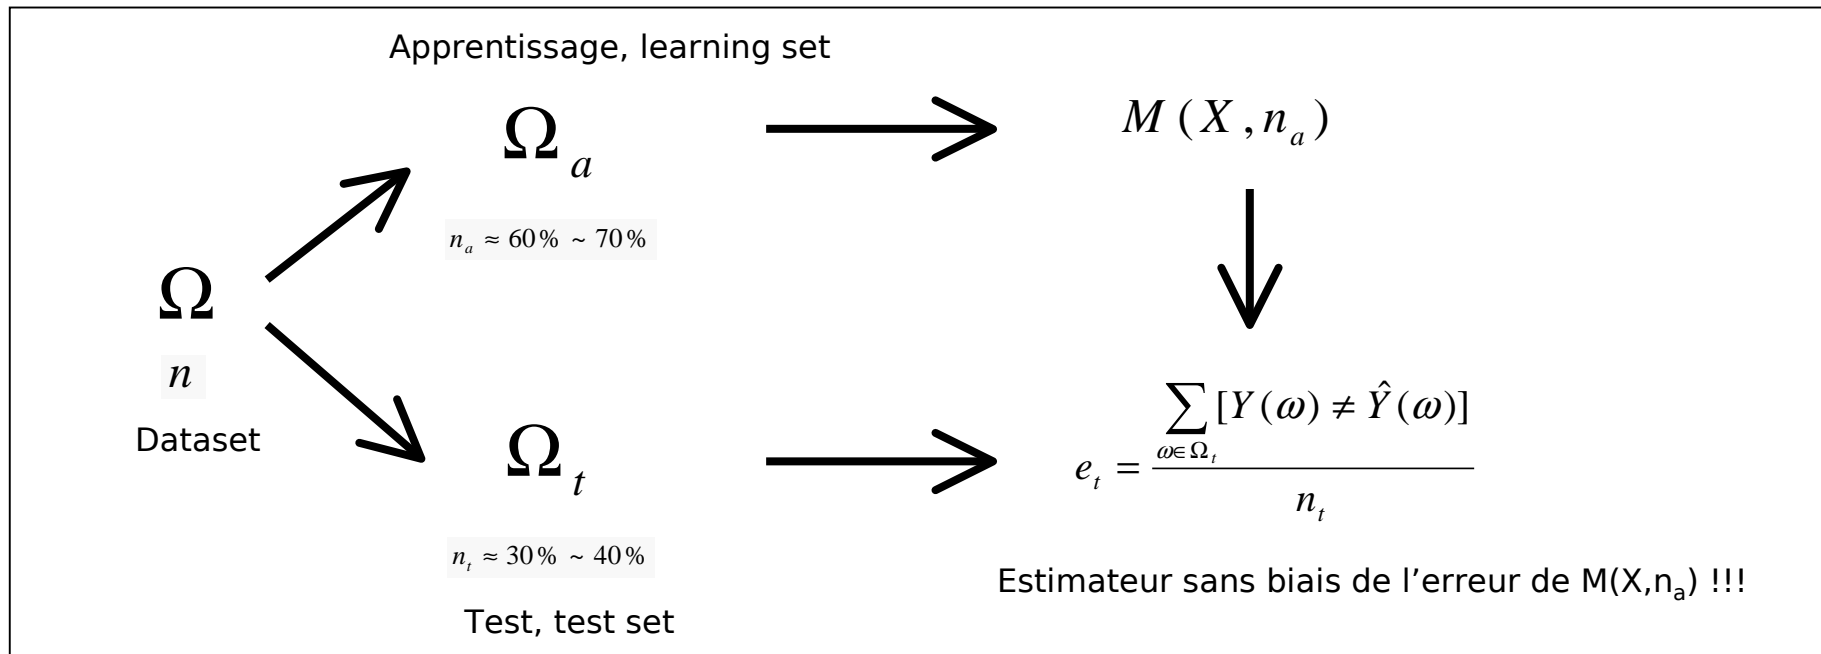 Apprentissage, learning set
Ω_a
M(X, n_a)
n_a ≈ 60% ~ 70%
Ω
n
Dataset
Ω_t
e_t = ∑_{ω∈Ω_t} [Y(ω) ≠ Ŷ(ω)] / n_t
n_t ≈ 30% ~ 40%
Estimateur sans biais de l’erreur de M(X,n_a) !!!
Test, test set